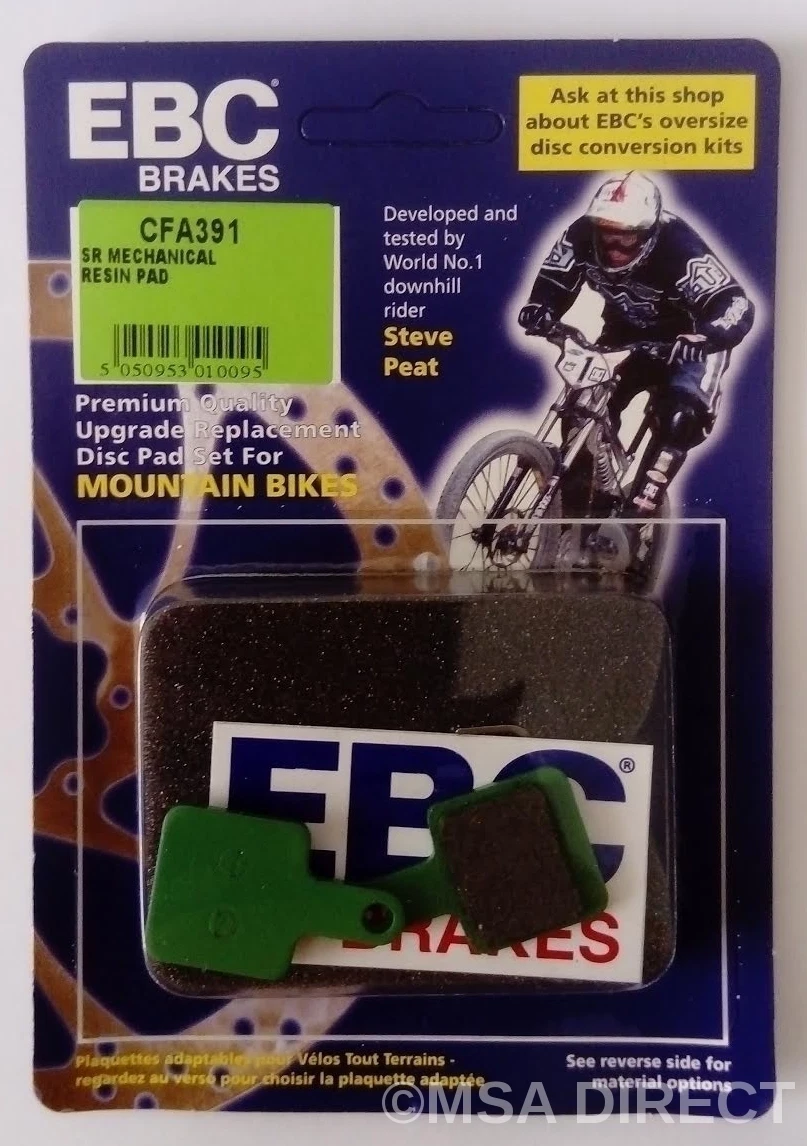 EBC®
BRAKES
Ask at this shop
about EBC's oversize
disc conversion kits
CFA391
SR MECHANICAL
RESIN PAD
5 050953 010095
Developed and
tested by
World No.1
downhill
rider
Steve
Peat
Premium Quality
Upgrade Replacement
Disc Pad Set For
MOUNTAIN BIKES
EBC®
BRAKES
Plaquettes adaptables pour Vélos Tout Terrains -
regardez au verso pour choisir la plaquette adaptée
See reverse side for
material options
©MSA DIRECT